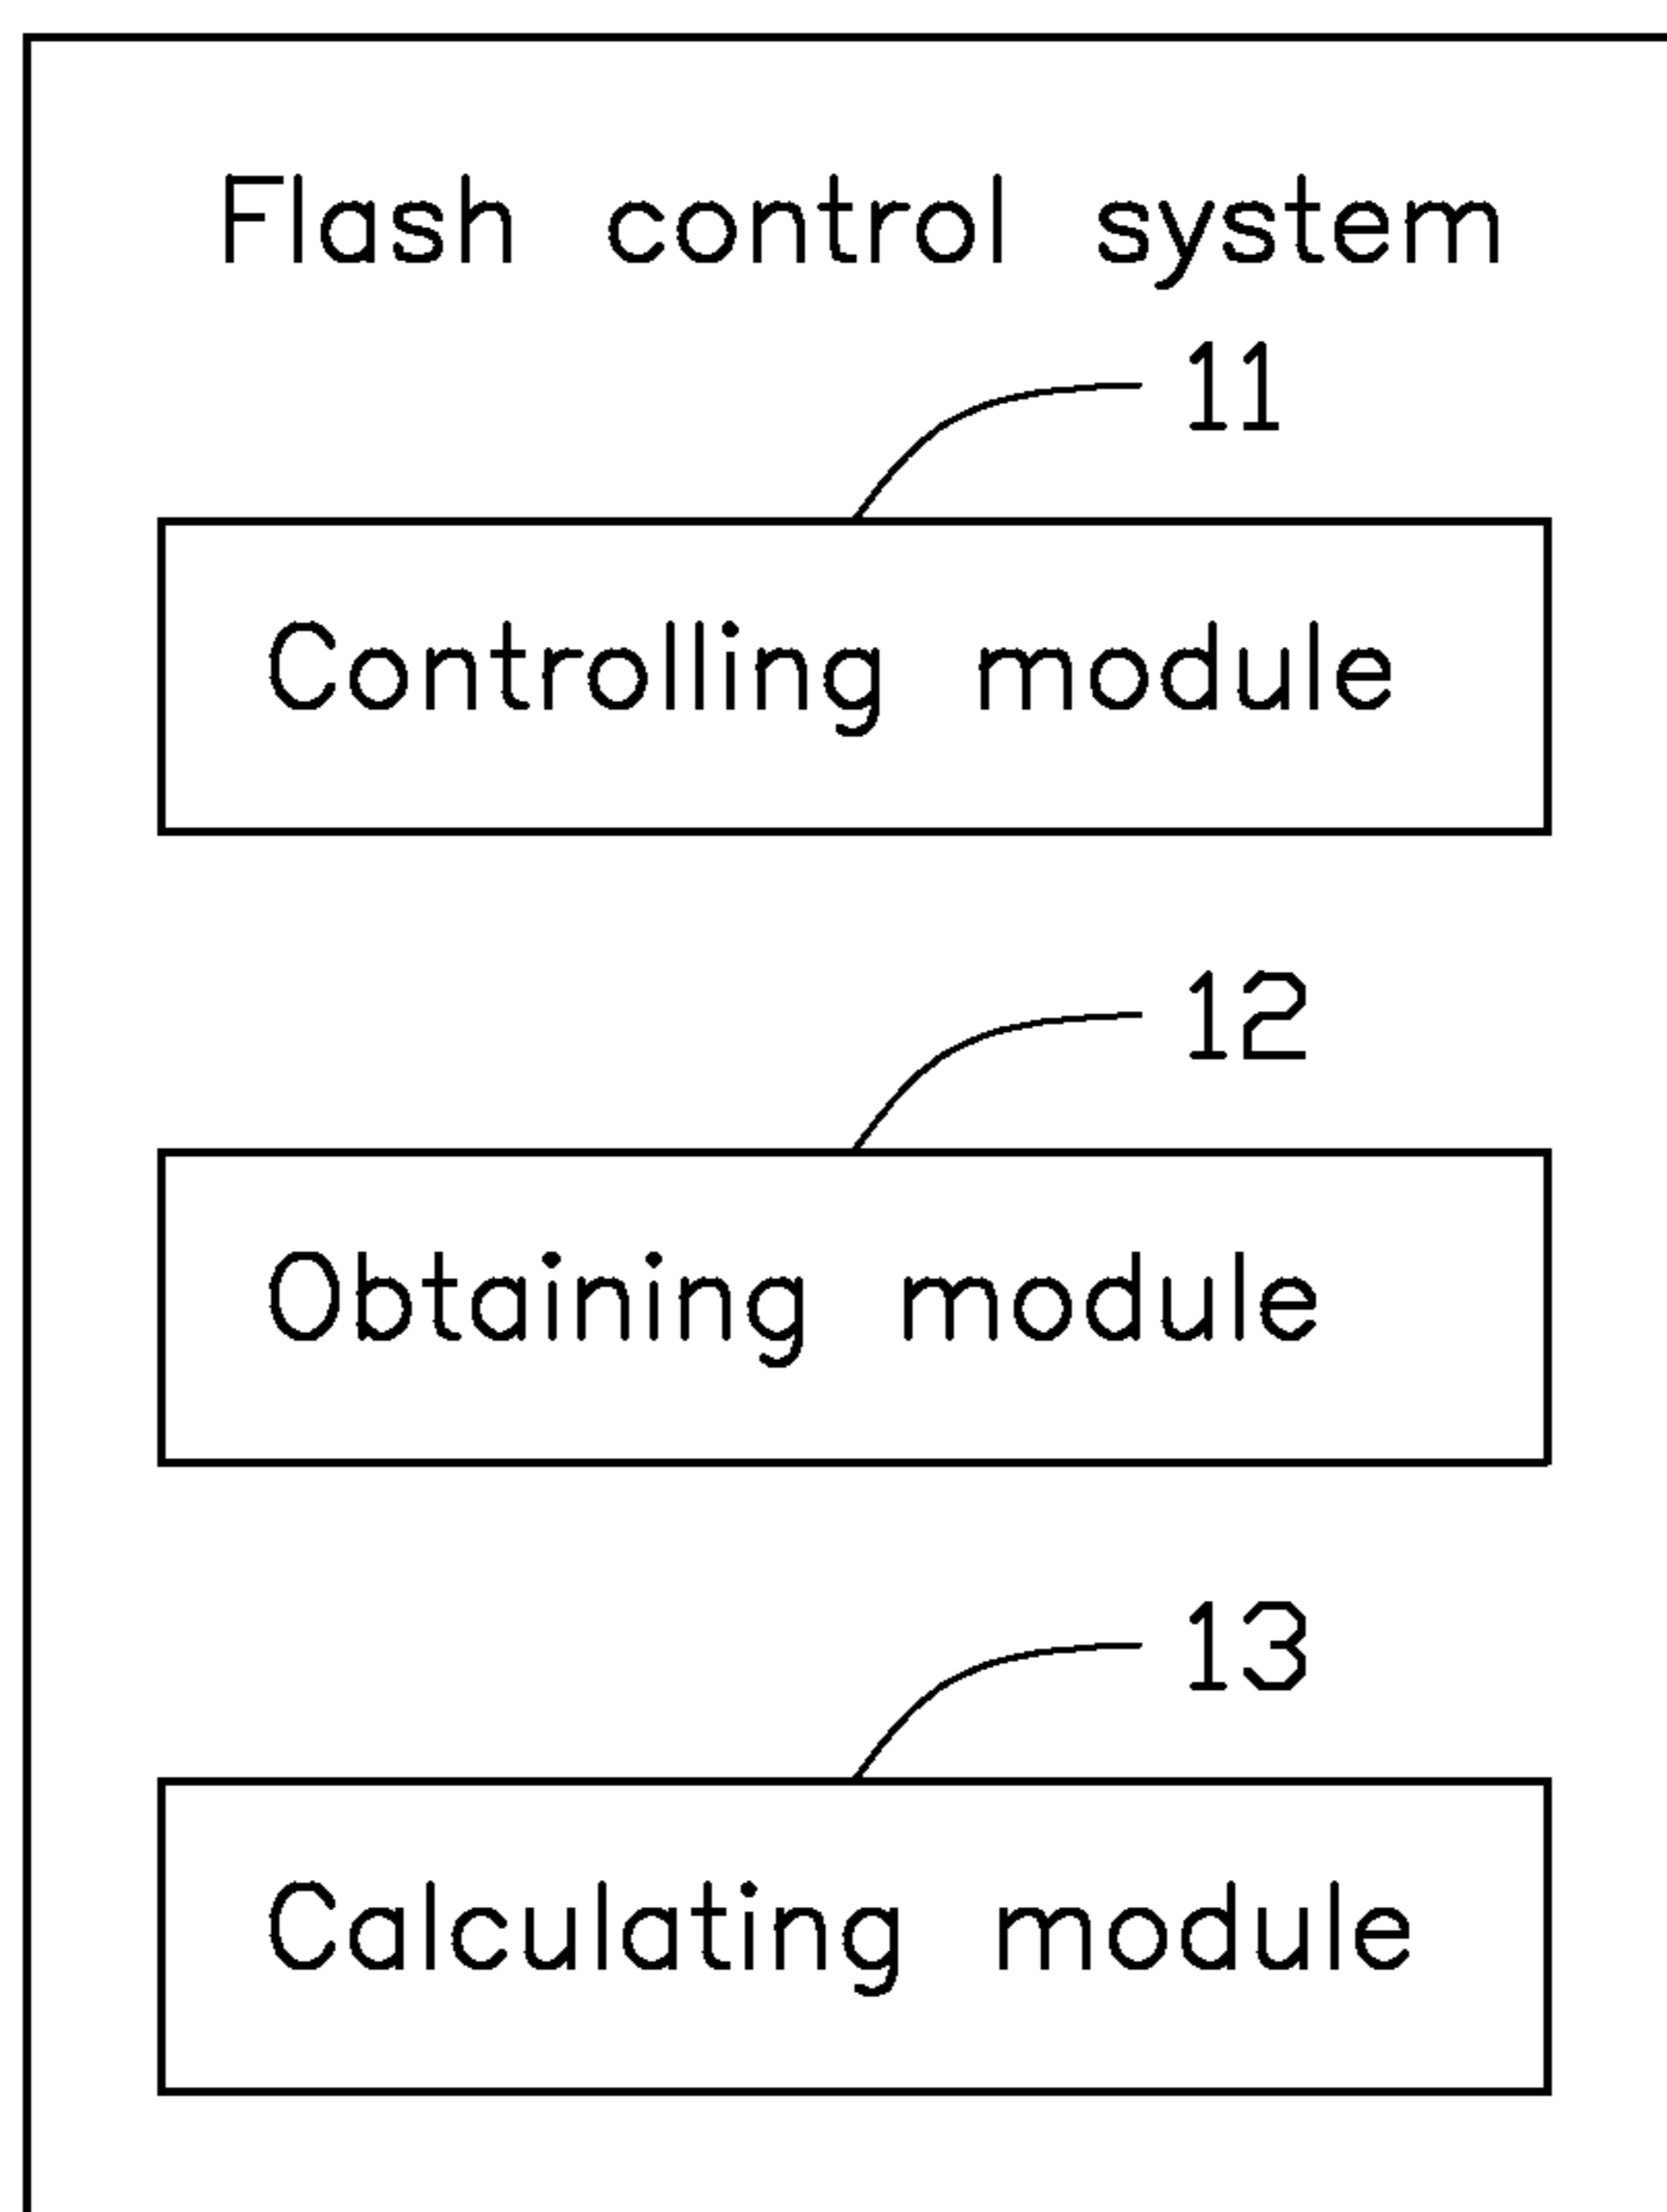 Flash control system
11
Controlling module
12
Obtaining module
13
Calculating module